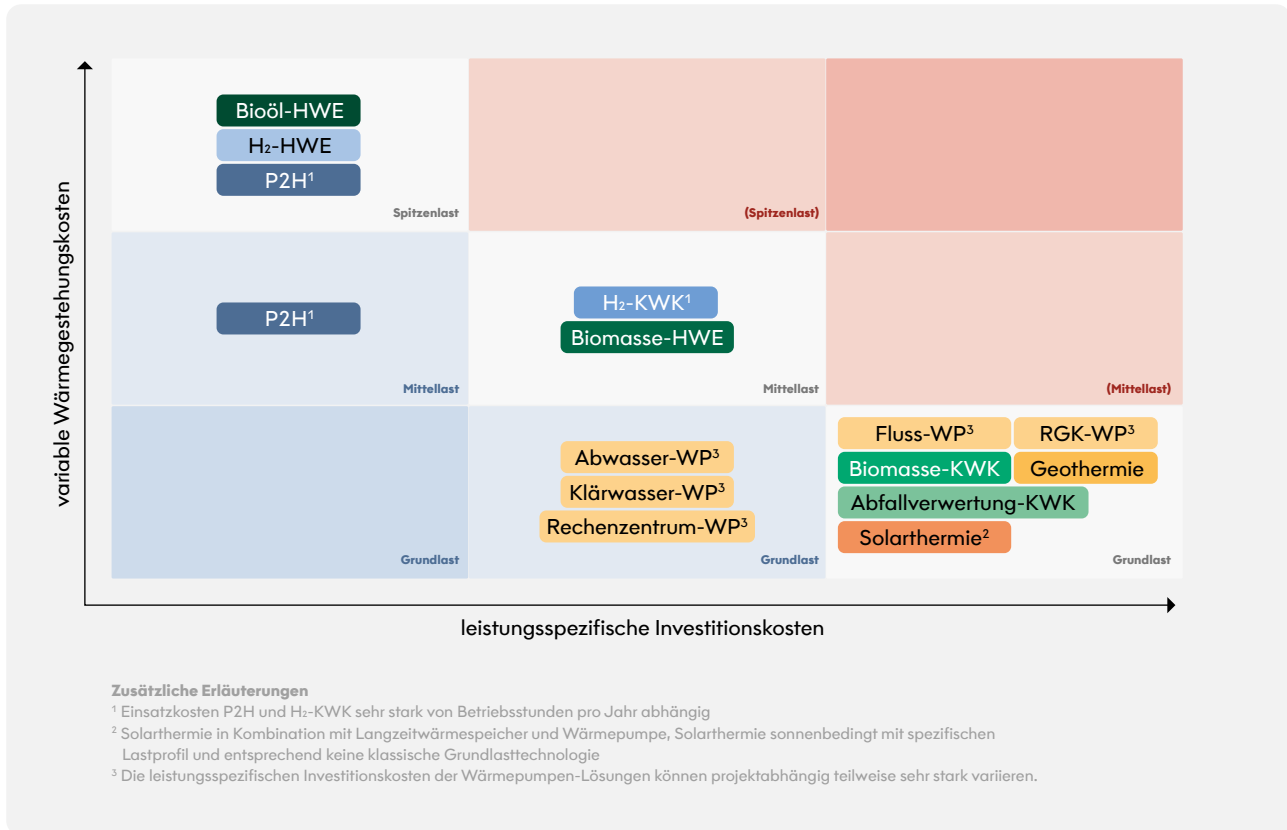 variable Wärmegestehungskosten
Bioöl-HWE
H₂-HWE
P2H¹
Spitzenlast
(Spitzenlast)
P2H¹
Mittellast
H₂-KWK¹
Biomasse-HWE
Mittellast
(Mittellast)
Grundlast
Abwasser-WP³
Klärwasser-WP³
Rechenzentrum-WP³
Grundlast
Fluss-WP³
RGK-WP³
Biomasse-KWK
Geothermie
Abfallverwertung-KWK
Solarthermie²
Grundlast
leistungsspezifische Investitionskosten
Zusätzliche Erläuterungen
¹ Einsatzkosten P2H und H₂-KWK sehr stark von Betriebsstunden pro Jahr abhängig
² Solarthermie in Kombination mit Langzeitwärmespeicher und Wärmepumpe, Solarthermie sonnenbedingt mit spezifischen
Lastprofil und entsprechend keine klassische Grundlasttechnologie
³ Die leistungsspezifischen Investitionskosten der Wärmepumpen-Lösungen können projektabhängig teilweise sehr stark variieren.